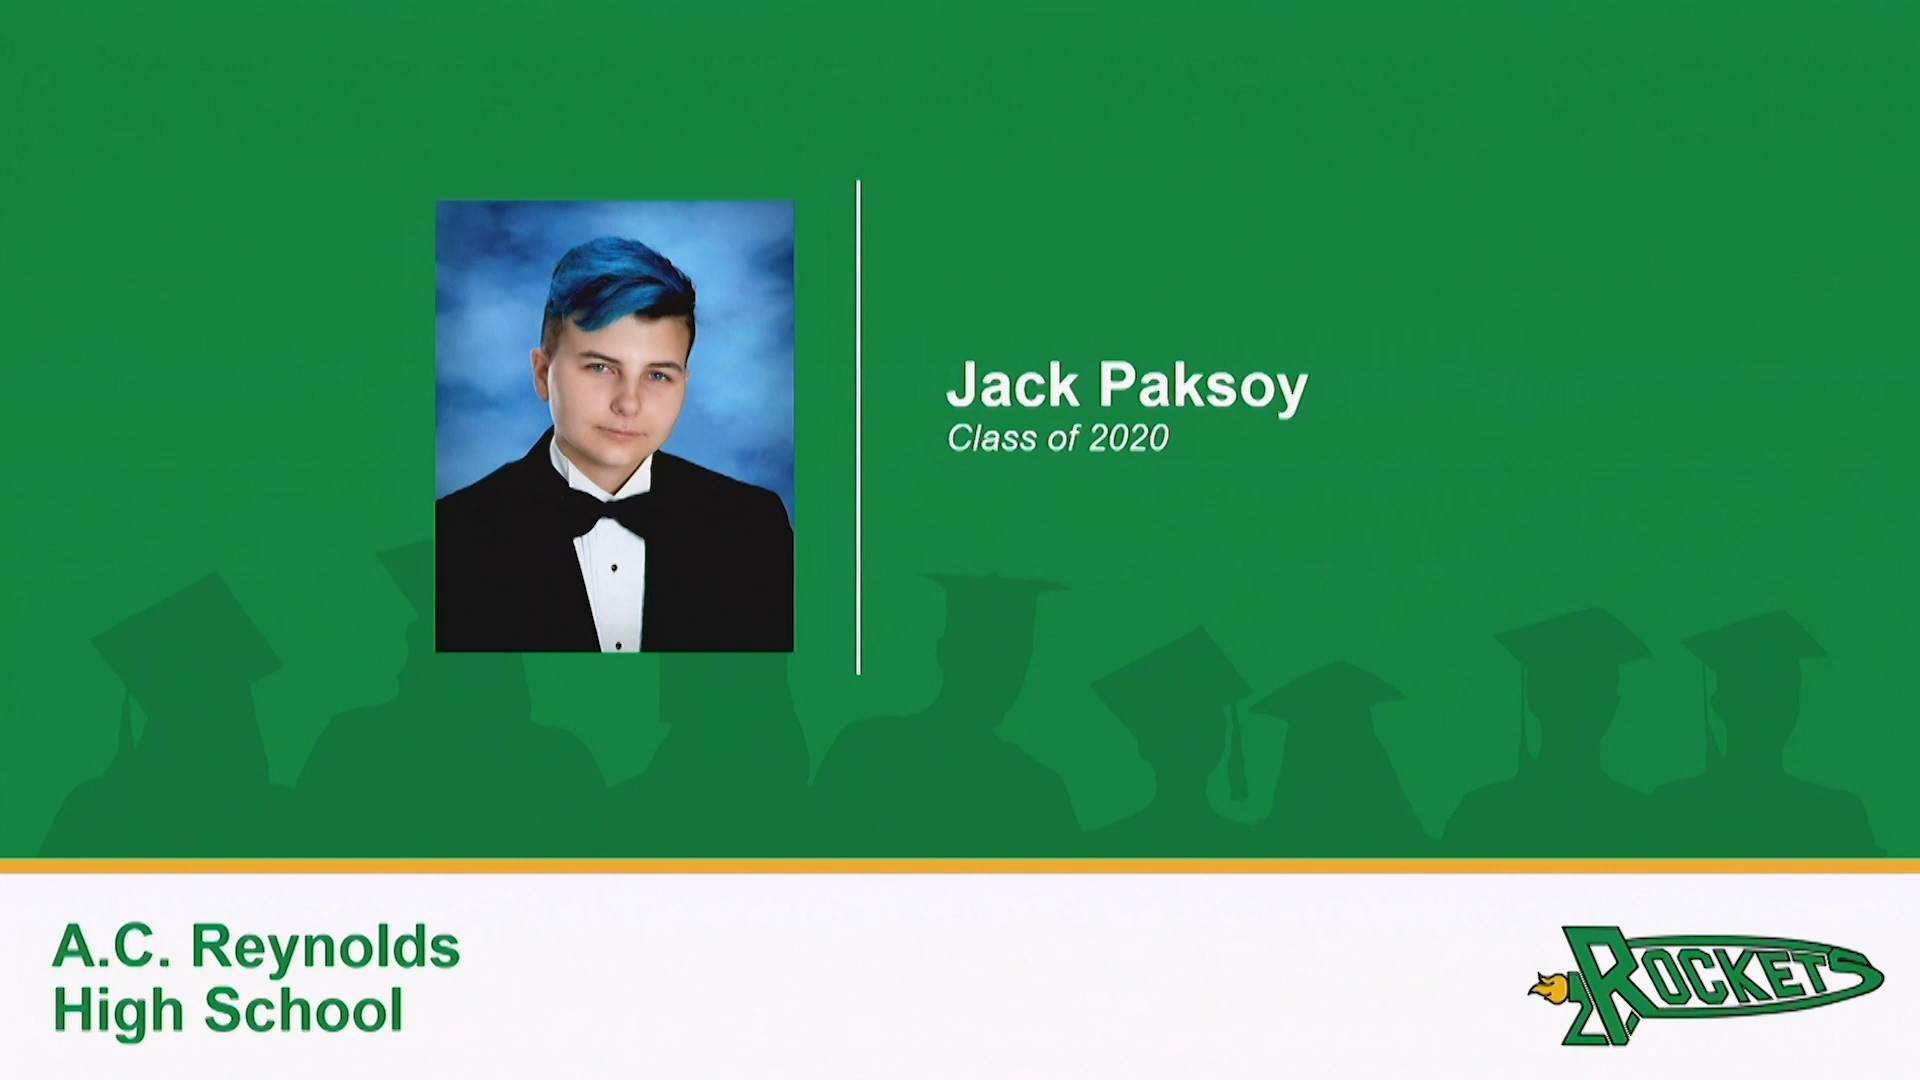 Jack Paksoy
Class of 2020
A.C. Reynolds
High School
ROCKETS